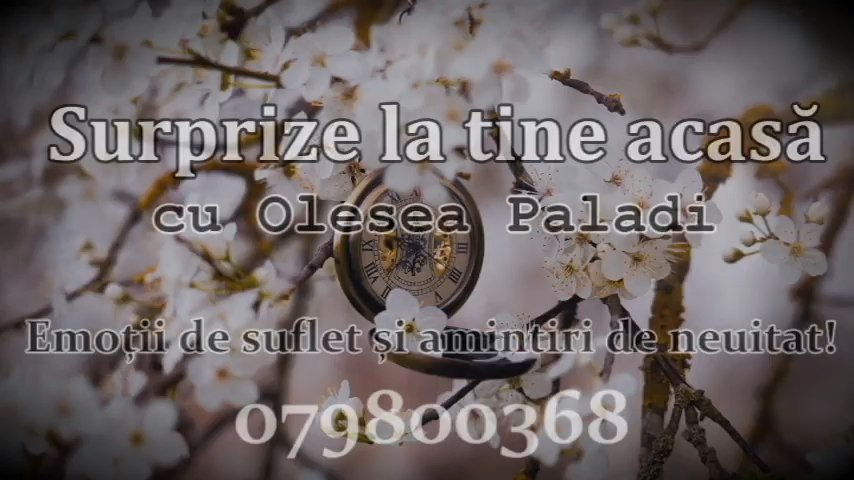 Surprize la tine acasă
cu Olesea Paladi
Emoții de suflet și amintiri de neuitat!
079800368